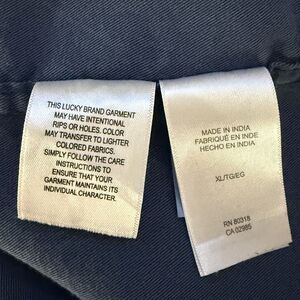 THIS LUCKY BRAND GARMENT
MAY HAVE INTENTIONAL
RIPS OR HOLES. COLOR
MAY TRANSFER TO LIGHTER
COLORED FABRICS.
SIMPLY FOLLOW THE CARE
INSTRUCTIONS TO
ENSURE THAT YOUR
GARMENT MAINTAINS ITS
INDIVIDUAL CHARACTER.
MADE IN INDIA
FABRIQUÉ EN INDE
HECHO EN INDIA
XL/TG/EG
RN 80318
CA 02985